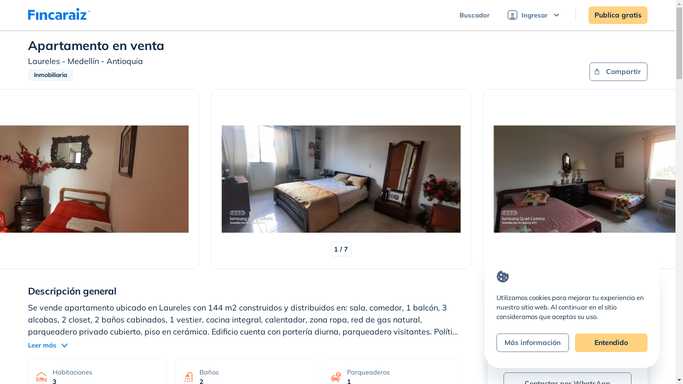 Fincaraiz
Buscador
Ingresar
Publica gratis
Apartamento en venta
Laureles - Medellín - Antioquia
Inmobiliaria
Compartir
1 / 7
Descripción general
Se vende apartamento ubicado en Laureles con 144 m2 construidos y distribuidos en: sala, comedor, 1 balcón, 3
alcobas, 2 closet, 2 baños cabinados, 1 vestier, cocina integral, calentador, zona ropa, red de gas natural,
parqueadero privado cubierto, piso en cerámica. Edificio cuenta con portería diurna, parqueadero visitantes. Políti...
Leer más
Habitaciones
3
Baños
2
Parqueaderos
1
Utilizamos cookies para mejorar tu experiencia en
nuestro sitio web. Al continuar en el sitio
consideramos que aceptas su uso.
Más información
Entendido
Contactar por WhatsApp